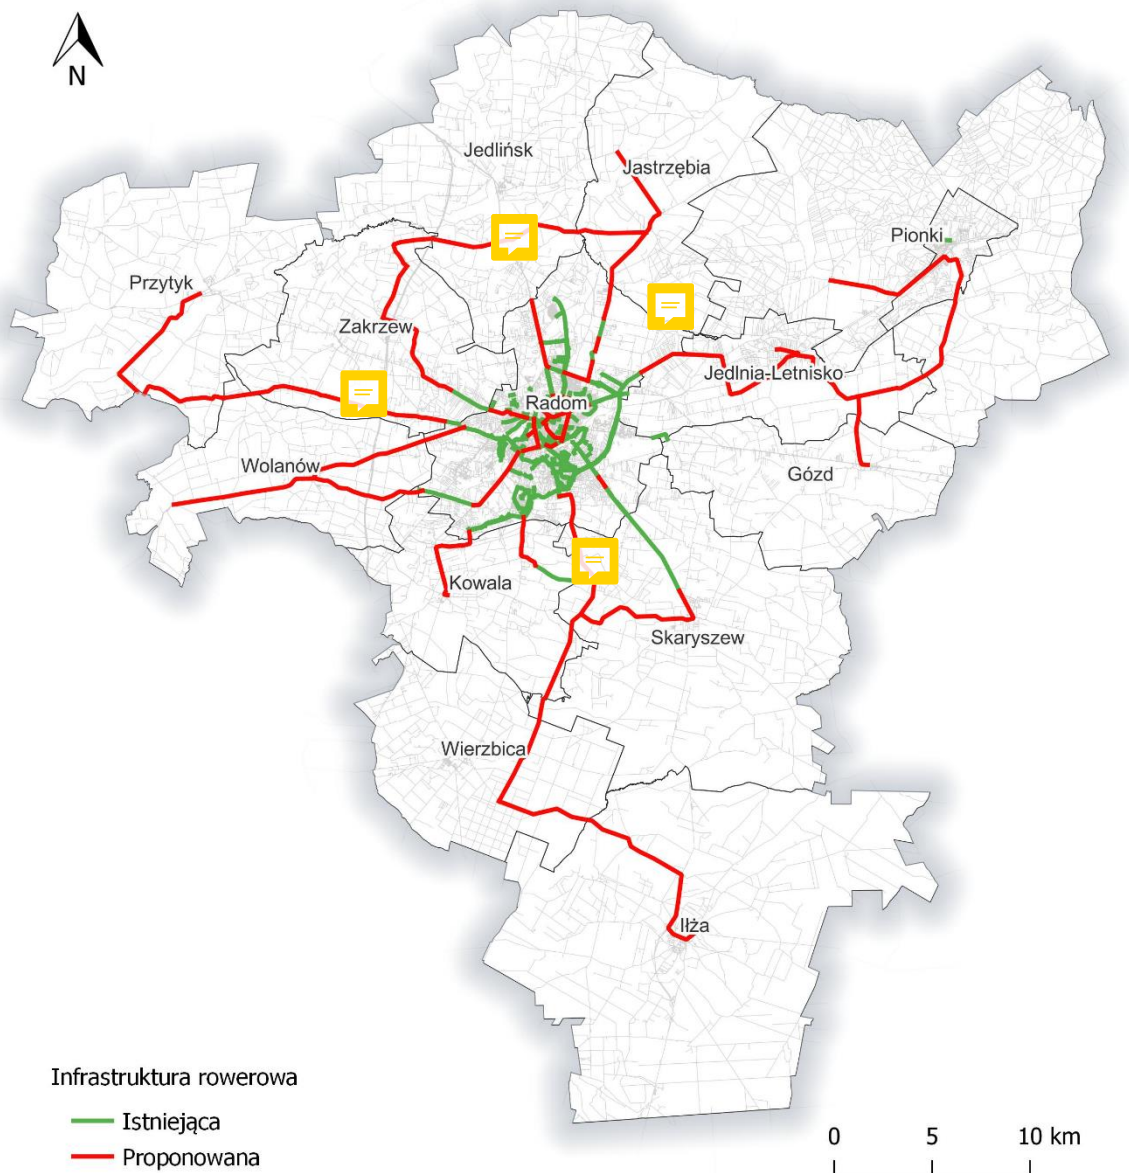 N
Jedlińsk
Jastrzębia
Pionki
Przytyk
Zakrzew
Jedlnia-Letnisko
Radom
Wolanów
Gózd
Kowala
Skaryszew
Wierzbica
Iłża
Infrastruktura rowerowa
Istniejąca
Proponowana
0 5 10 km